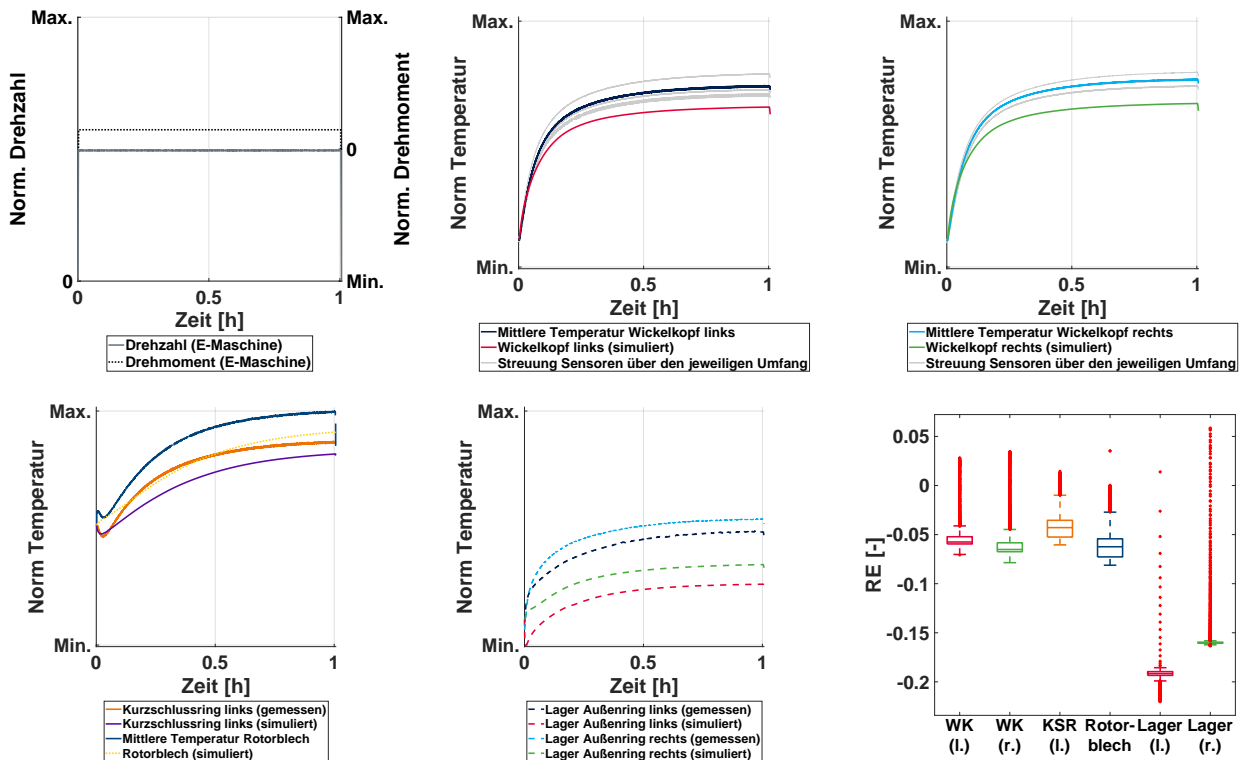 Max.
Max.
Norm. Drehzahl
Norm. Drehmoment
0
0
Min.
0
0.5
1
Zeit [h]
Drehzahl (E-Maschine)
Drehmoment (E-Maschine)
Max.
Norm Temperatur
Min.
0
0.5
1
Zeit [h]
Mittlere Temperatur Wickelkopf links
Wickelkopf links (simuliert)
Streuung Sensoren über den jeweiligen Umfang
Max.
Norm Temperatur
Min.
0
0.5
1
Zeit [h]
Mittlere Temperatur Wickelkopf rechts
Wickelkopf rechts (simuliert)
Streuung Sensoren über den jeweiligen Umfang
Max.
Norm Temperatur
Min.
0
0.5
1
Zeit [h]
Kurzschlussring links (gemessen)
Kurzschlussring links (simuliert)
Mittlere Temperatur Rotorblech
Rotorblech (simuliert)
Max.
Norm Temperatur
Min.
0
0.5
1
Zeit [h]
Lager Außenring links (gemessen)
Lager Außenring links (simuliert)
Lager Außenring rechts (gemessen)
Lager Außenring rechts (simuliert)
0.05
0
-0.05
-0.1
-0.15
-0.2
RE [-]
WK WK KSR Rotor- Lager Lager
(l.) (r.) (l.) blech (l.) (r.)